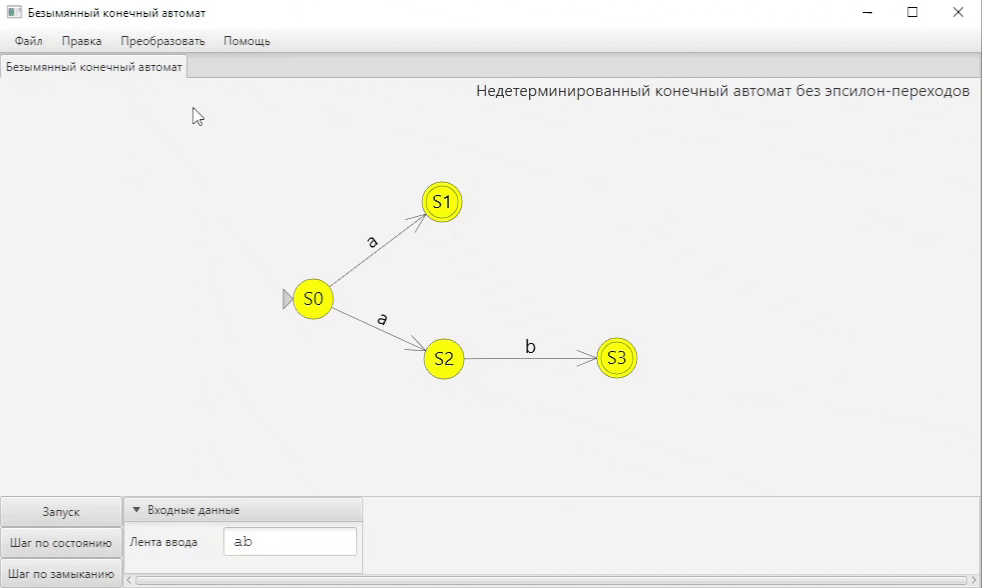 Безымянный конечный автомат
Файл Правка Преобразовать Помощь
Безымянный конечный автомат
Недетерминированный конечный автомат без эпсилон-переходов
S1
a
S0
a
S2
b
S3
Запуск
Шаг по состоянию
Шаг по замыканию
Входные данные
Лента ввода
ab